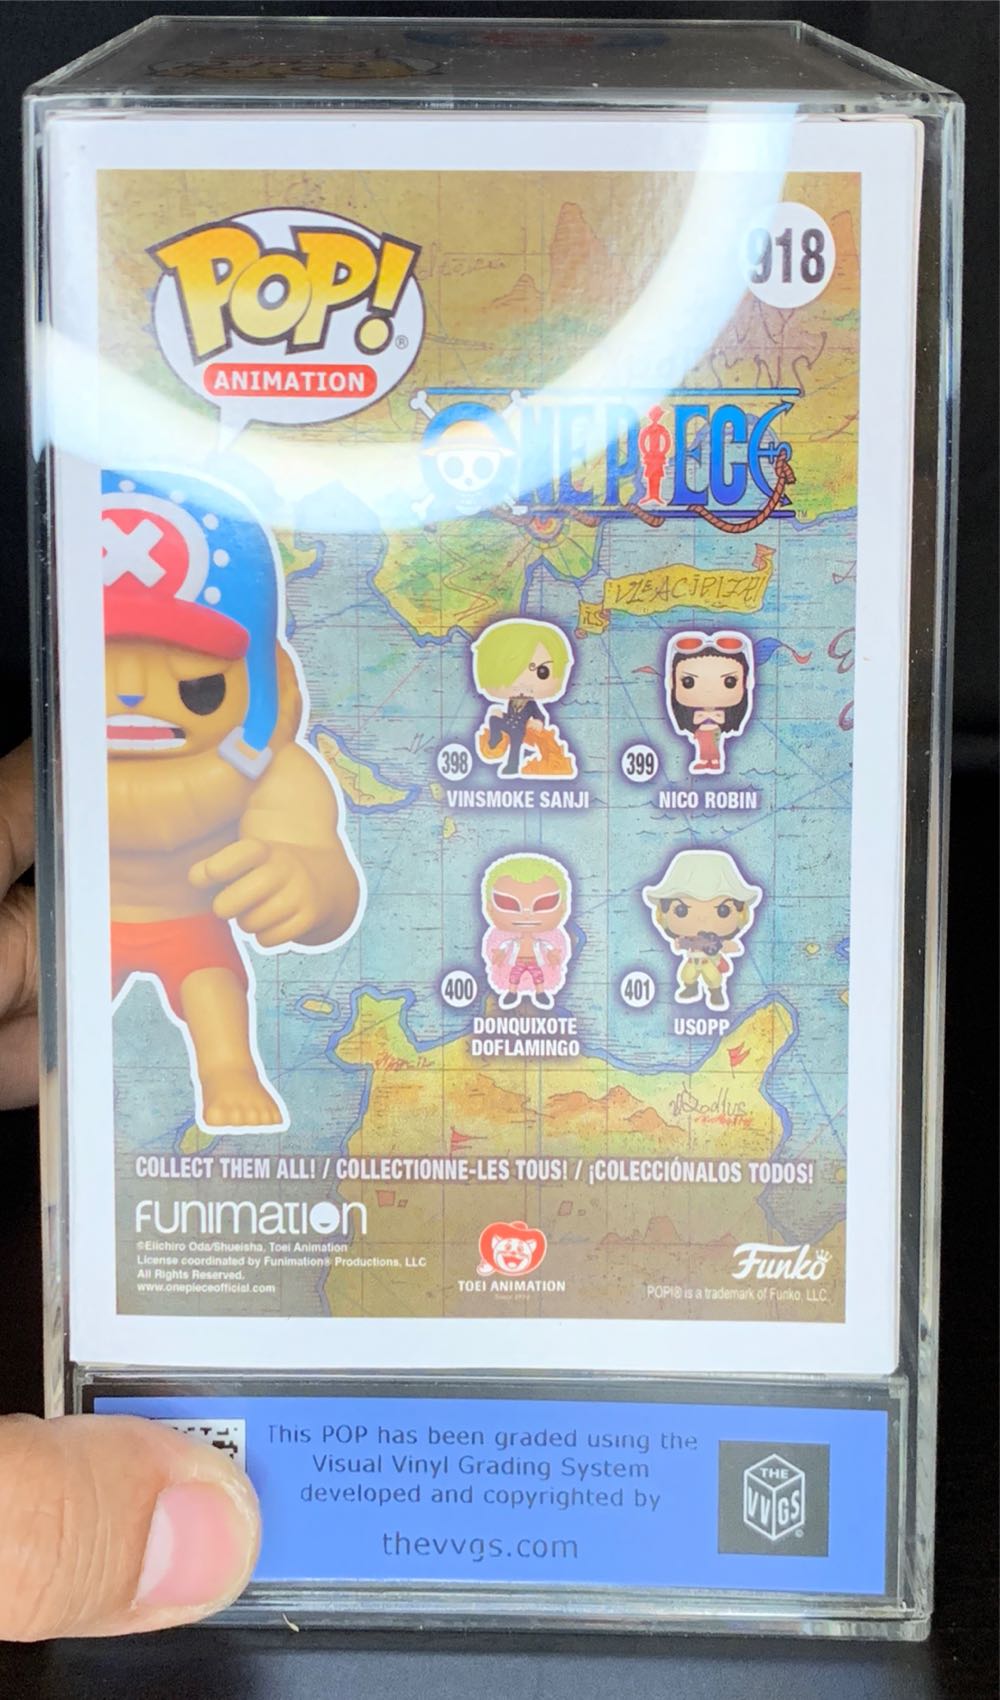 POP!®
ANIMATION
918
ONE PIECE™
398
VINSMOKE SANJI
399
NICO ROBIN
400
DONQUIXOTE
DOFLAMINGO
401
USOPP
COLLECT THEM ALL! / COLLECTIONNE-LES TOUS! / ¡COLECCIÓNALOS TODOS!
FUNIMATION
©Eiichiro Oda/Shueisha, Toei Animation
License coordinated by Funimation® Productions, LLC
All Rights Reserved.
www.onepieceofficial.com
TOEI ANIMATION
Funko
POP!® is a trademark of Funko, LLC.
This POP has been graded using the
Visual Vinyl Grading System
developed and copyrighted by
thevvgs.com
THE
VVGS